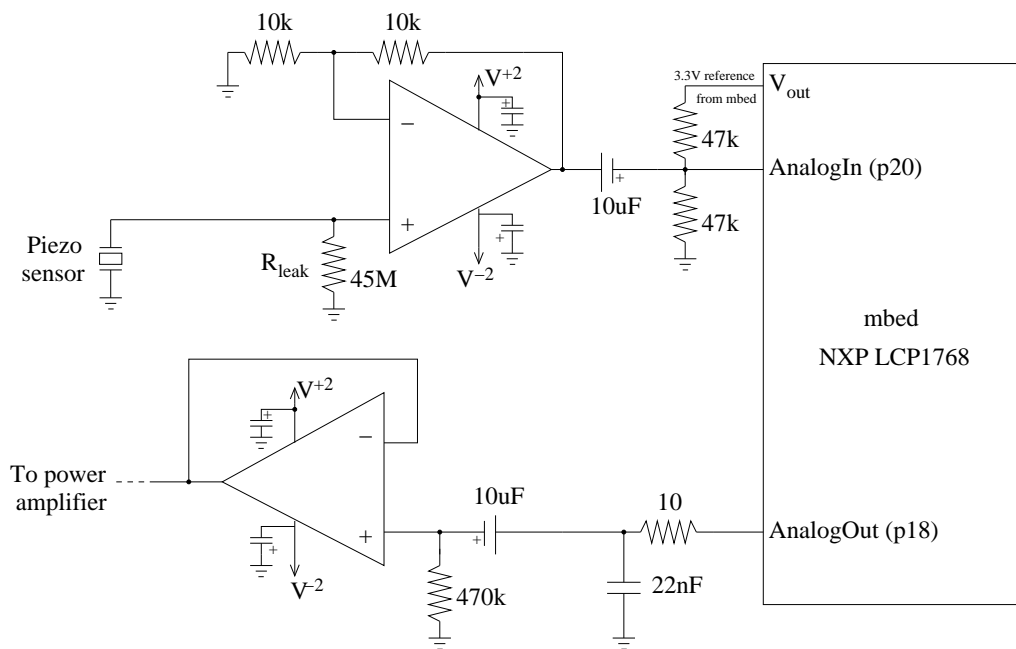 10k
10k
V+2
3.3V reference
from mbed
Vout
47k
−
AnalogIn (p20)
10uF
+
47k
+
Piezo
sensor
Rleak
45M
V−2
mbed
NXP LCP1768
V+2
−
To power
amplifier
10uF
10
+
AnalogOut (p18)
V−2
470k
22nF